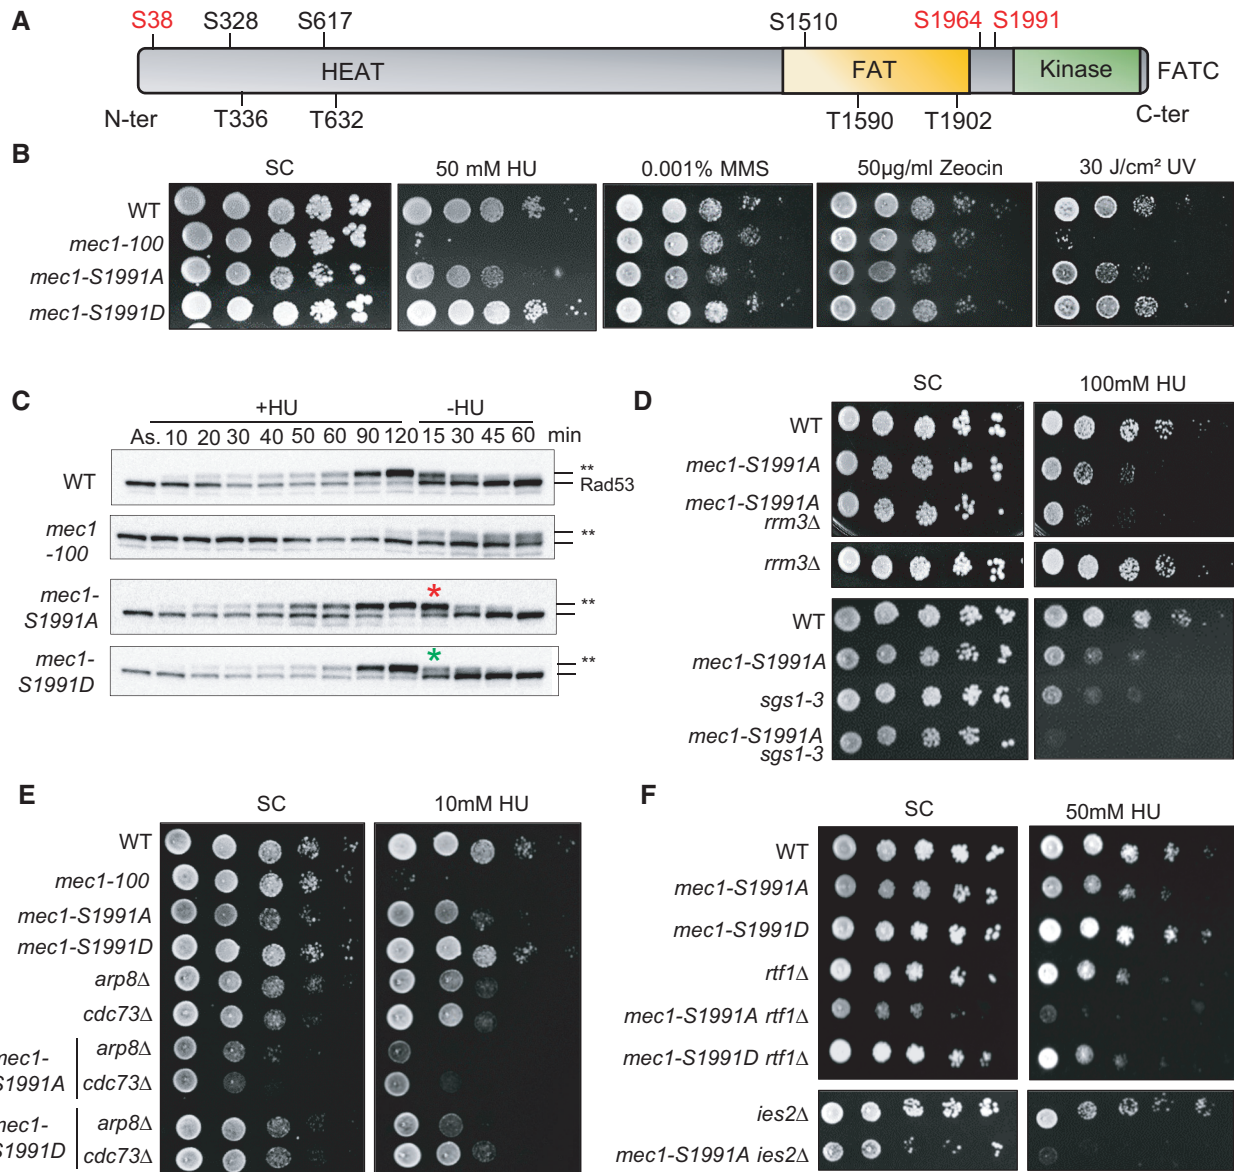 A
S38 S328 S617 S1510 S1964 S1991
HEAT FAT Kinase FATC
N-ter T336 T632 T1590 T1902 C-ter
B
SC 50 mM HU 0.001% MMS 50µg/ml Zeocin 30 J/cm² UV
WT
mec1-100
mec1-S1991A
mec1-S1991D
C
+HU -HU
As. 10 20 30 40 50 60 90 120 15 30 45 60 min
WT
**
Rad53
mec1
-100
**
mec1-
S1991A
*
**
mec1-
S1991D
*
**
D
SC 100mM HU
WT
mec1-S1991A
mec1-S1991A
rrm3Δ
rrm3Δ
WT
mec1-S1991A
sgs1-3
mec1-S1991A
sgs1-3
E
SC 10mM HU
WT
mec1-100
mec1-S1991A
mec1-S1991D
arp8Δ
cdc73Δ
mec1-
S1991A
arp8Δ
cdc73Δ
mec1-
S1991D
arp8Δ
cdc73Δ
F
SC 50mM HU
WT
mec1-S1991A
mec1-S1991D
rtf1Δ
mec1-S1991A rtf1Δ
mec1-S1991D rtf1Δ
ies2Δ
mec1-S1991A ies2Δ